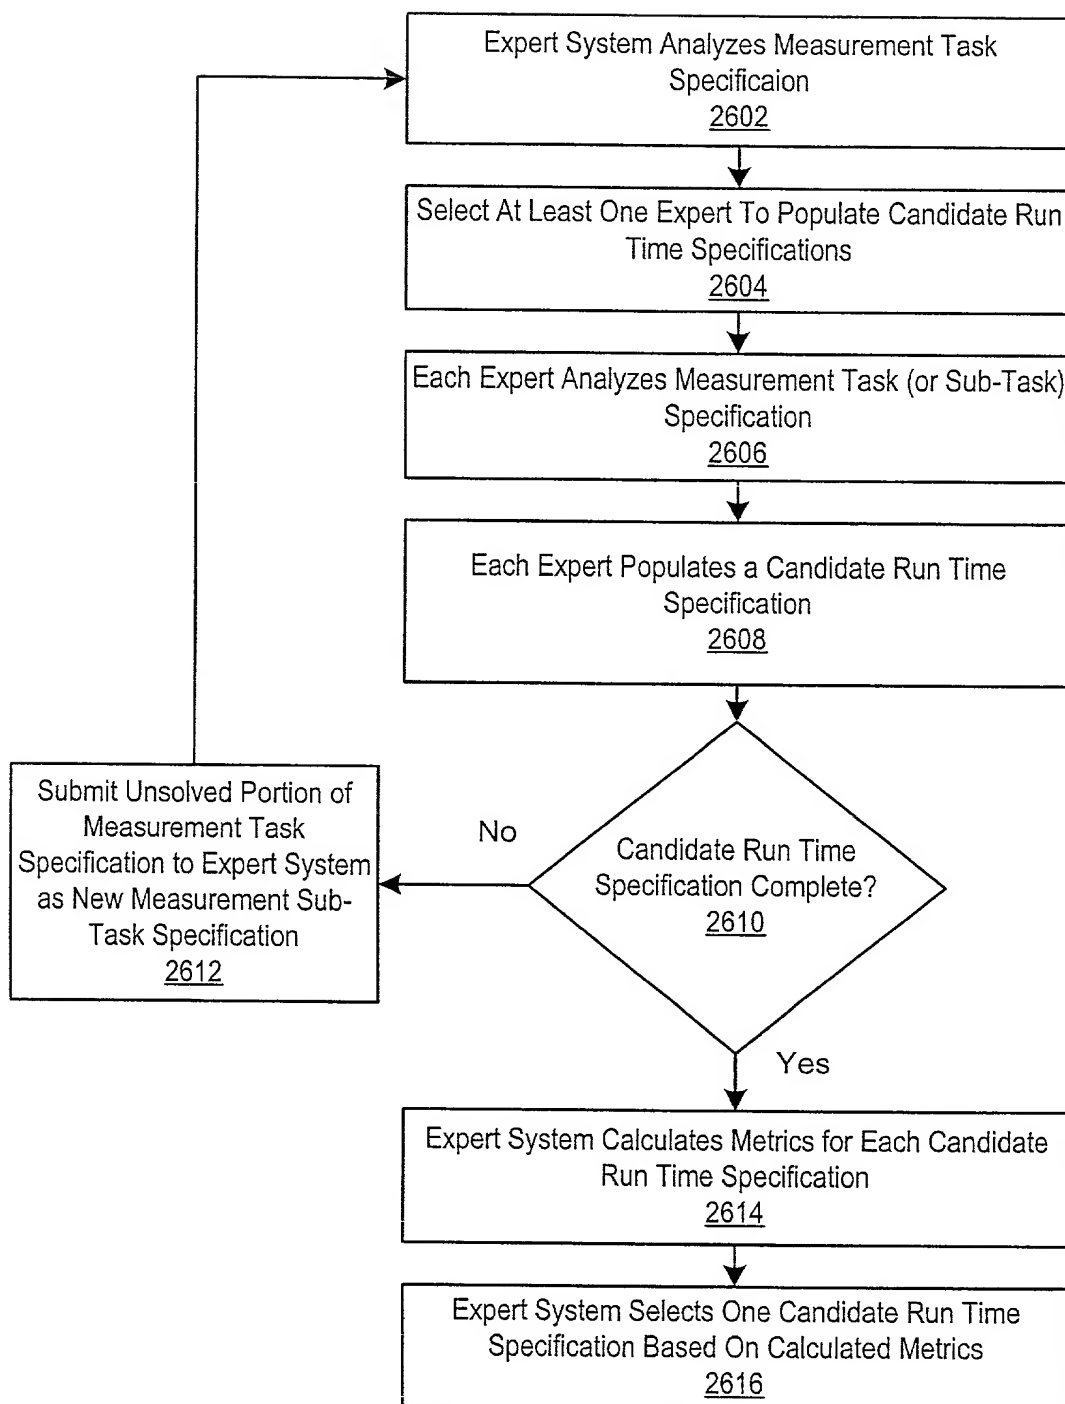 Expert System Analyzes Measurement Task
Specificaion
2602
Select At Least One Expert To Populate Candidate Run
Time Specifications
2604
Each Expert Analyzes Measurement Task (or Sub-Task)
Specification
2606
Each Expert Populates a Candidate Run Time
Specification
2608
Candidate Run Time
Specification Complete?
2610
No
Submit Unsolved Portion of
Measurement Task
Specification to Expert System
as New Measurement Sub-
Task Specification
2612
Yes
Expert System Calculates Metrics for Each Candidate
Run Time Specification
2614
Expert System Selects One Candidate Run Time
Specification Based On Calculated Metrics
2616